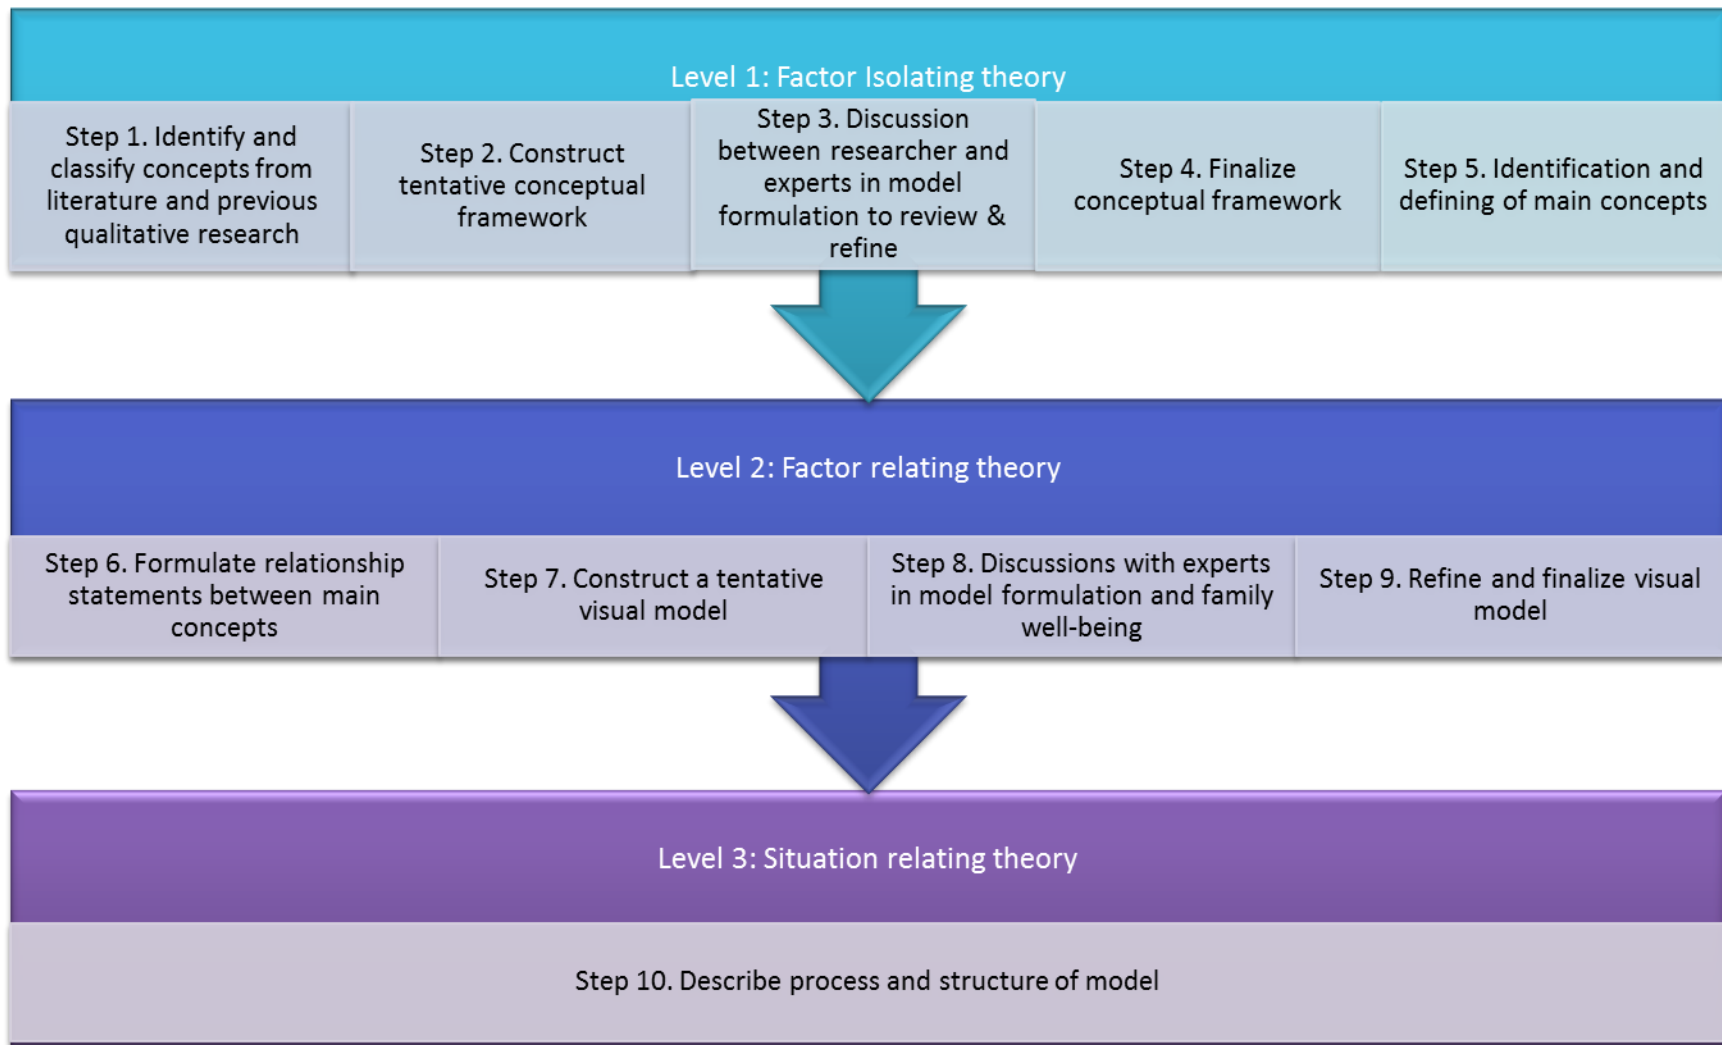 Level 1: Factor Isolating theory
Step 1. Identify and
classify concepts from
literature and previous
qualitative research
Step 2. Construct
tentative conceptual
framework
Step 3. Discussion
between researcher and
experts in model
formulation to review &
refine
Step 4. Finalize
conceptual framework
Step 5. Identification and
defining of main concepts
Level 2: Factor relating theory
Step 6. Formulate relationship
statements between main
concepts
Step 7. Construct a tentative
visual model
Step 8. Discussions with experts
in model formulation and family
well-being
Step 9. Refine and finalize visual
model
Level 3: Situation relating theory
Step 10. Describe process and structure of model